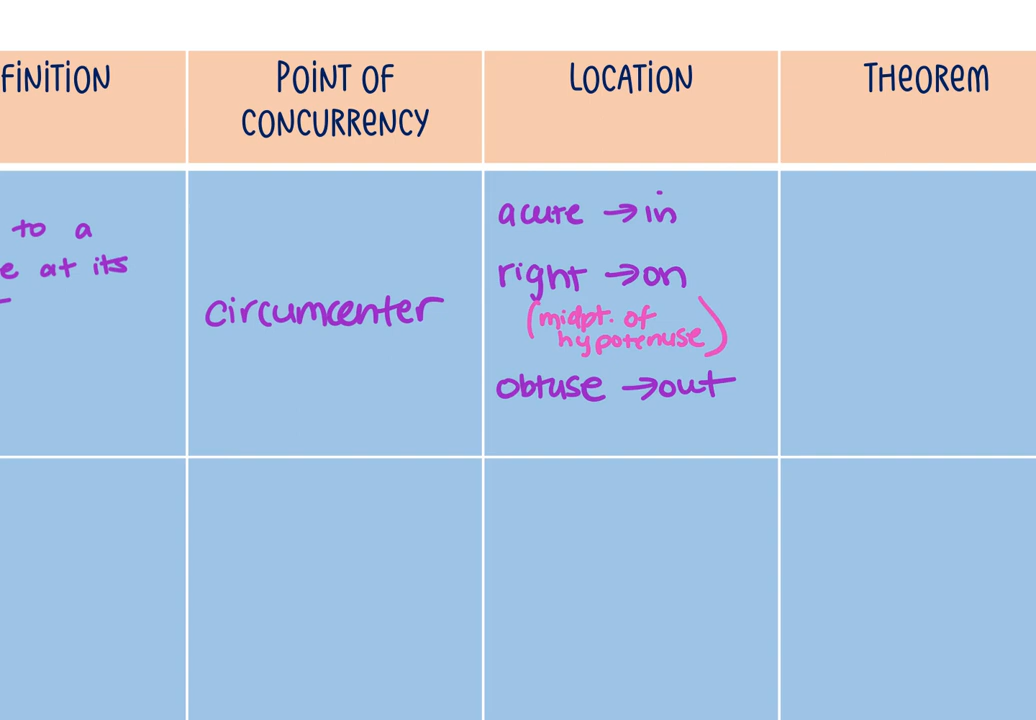 FINITION
POINT OF
CONCURRENCY
LOCATION
THEOREM
to a
e at its
circumcenter
acute → in
right → on
(midpt. of
hypotenuse)
obtuse → out